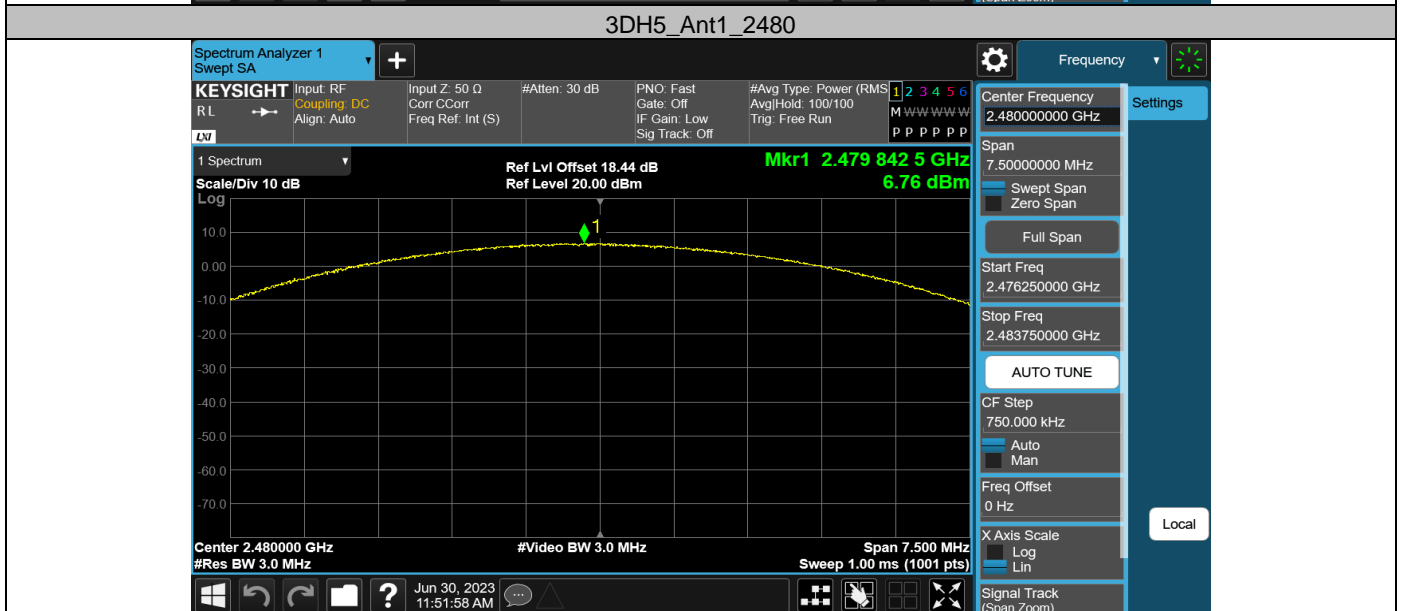 3DH5_Ant1_2480
Spectrum Analyzer 1
Swept SA
Frequency
KEYSIGHT
R L
LXI
Input: RF
Coupling: DC
Align: Auto
Input Z: 50 Ω
Corr CCorr
Freq Ref: Int (S)
#Atten: 30 dB
PNO: Fast
Gate: Off
IF Gain: Low
Sig Track: Off
#Avg Type: Power (RMS
Avg|Hold: 100/100
Trig: Free Run
1 2 3 4 5 6
M W W W W W
P P P P P P
Center Frequency
2.480000000 GHz
Settings
Span
7.50000000 MHz
Swept Span
Zero Span
Full Span
Start Freq
2.476250000 GHz
Stop Freq
2.483750000 GHz
AUTO TUNE
CF Step
750.000 kHz
Auto
Man
Freq Offset
0 Hz
X Axis Scale
Log
Lin
Local
Signal Track
(Span Zoom)
1 Spectrum
Scale/Div 10 dB
Log
Ref Lvl Offset 18.44 dB
Ref Level 20.00 dBm
Mkr1 2.479 842 5 GHz
6.76 dBm
1
10.0
0.00
-10.0
-20.0
-30.0
-40.0
-50.0
-60.0
-70.0
Center 2.480000 GHz
#Res BW 3.0 MHz
#Video BW 3.0 MHz
Span 7.500 MHz
Sweep 1.00 ms (1001 pts)
?
Jun 30, 2023
11:51:58 AM